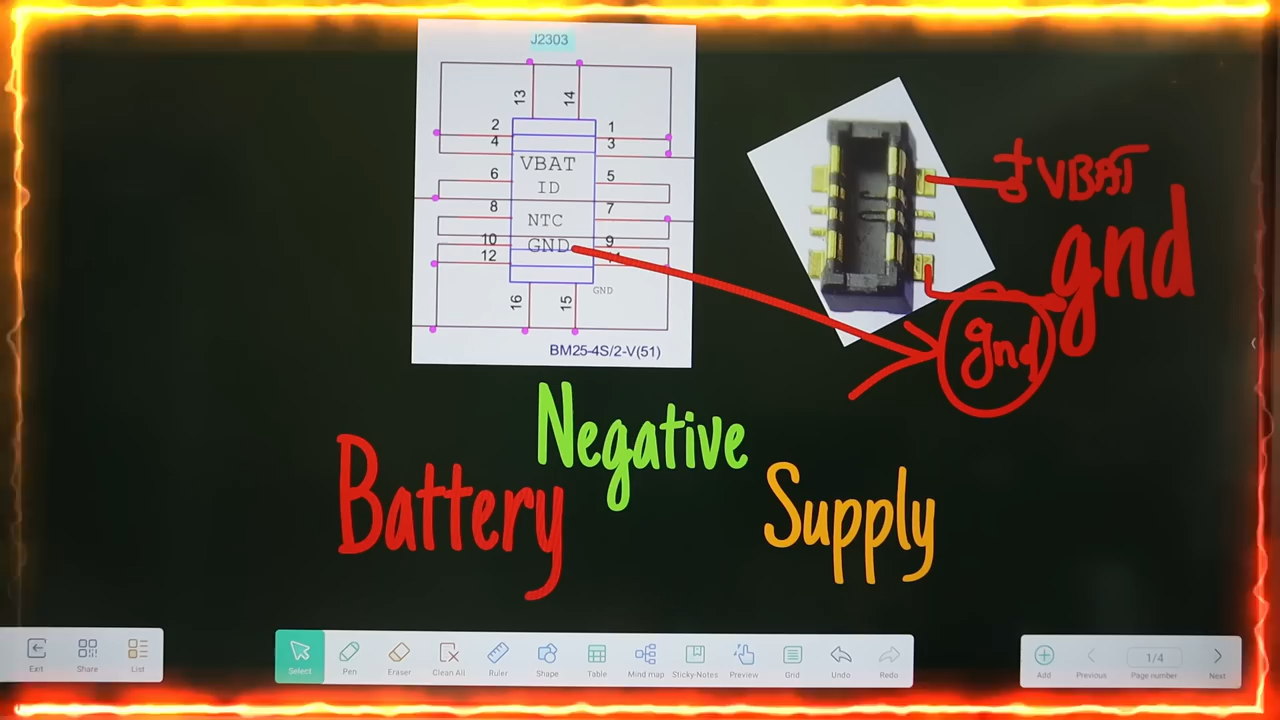 J2303
13
14
2
1
4
3
VBAT
6
5
ID
8
7
NTC
10
9
GND
12
11
16
15
GND
BM25-4S/2-V(51)
+VBAT
gnd
gnd
Negative
Battery
Supply
Exit
Share
List
Select
Pen
Eraser
Clean All
Ruler
Shape
Table
Mind map
Sticky-Notes
Preview
Grid
Undo
Redo
Add
Previous
1/4
Page number
Next